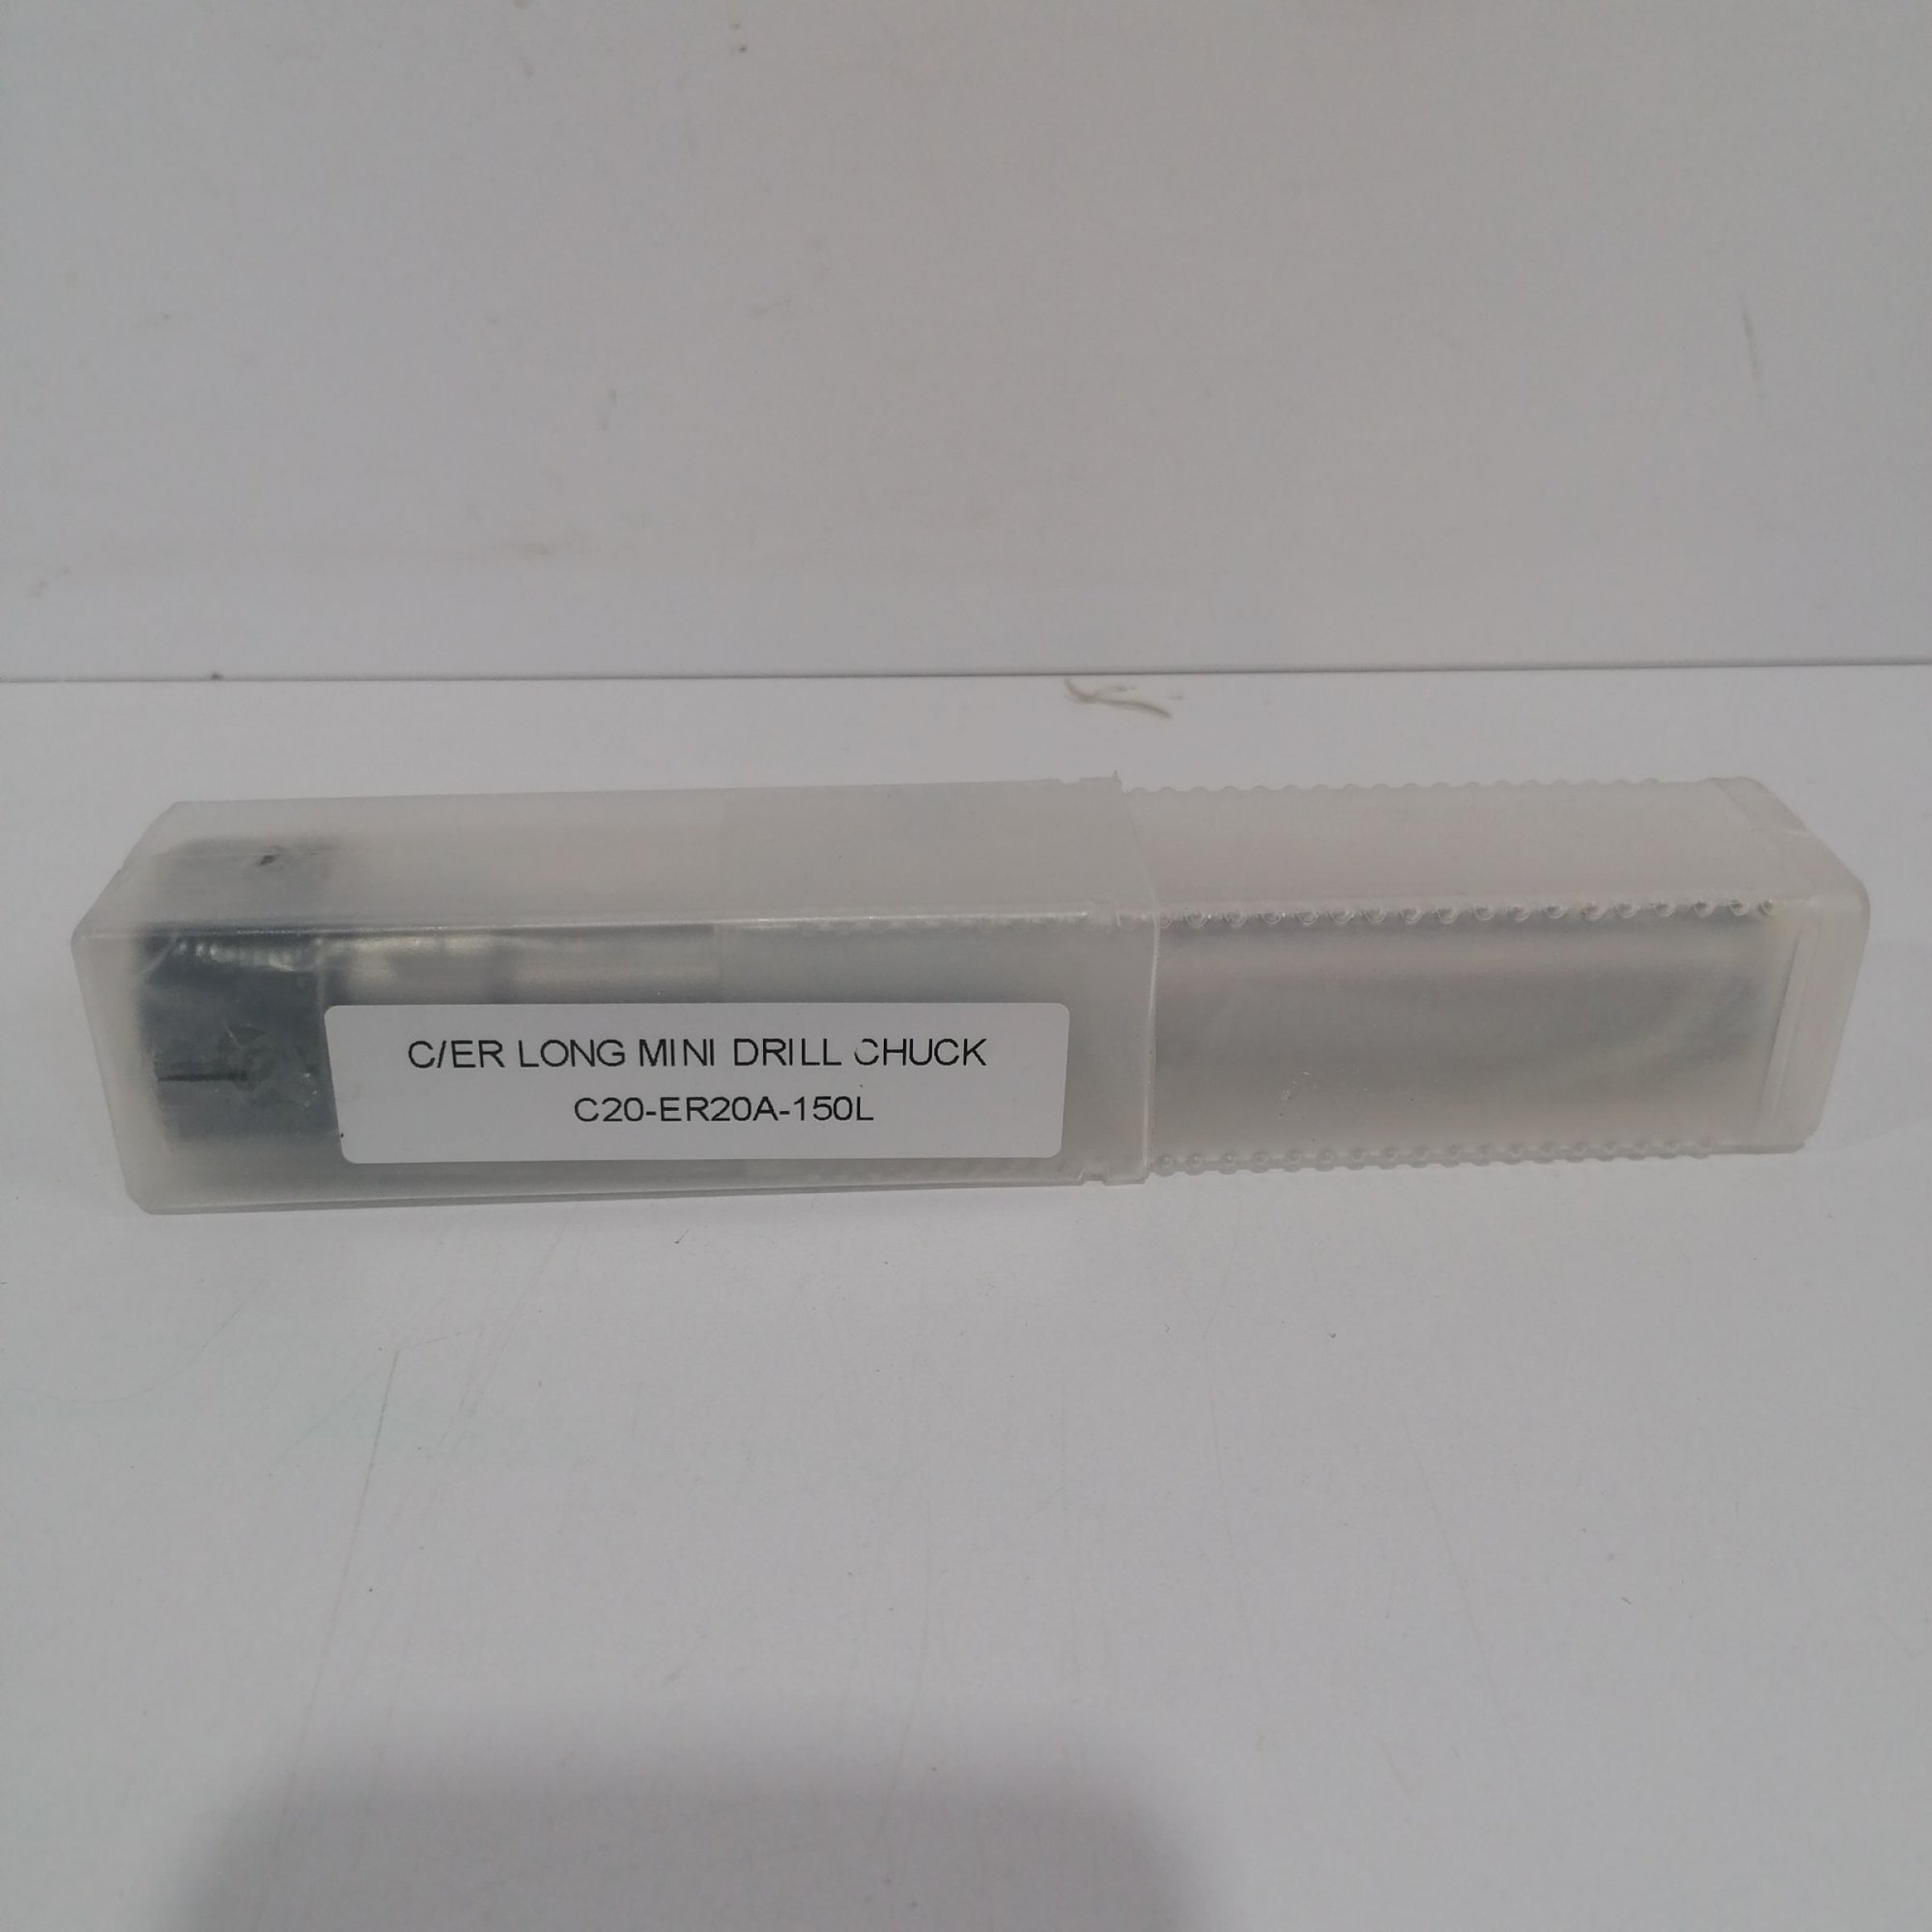 C/ER LONG MINI DRILL CHUCK
C20-ER20A-150L